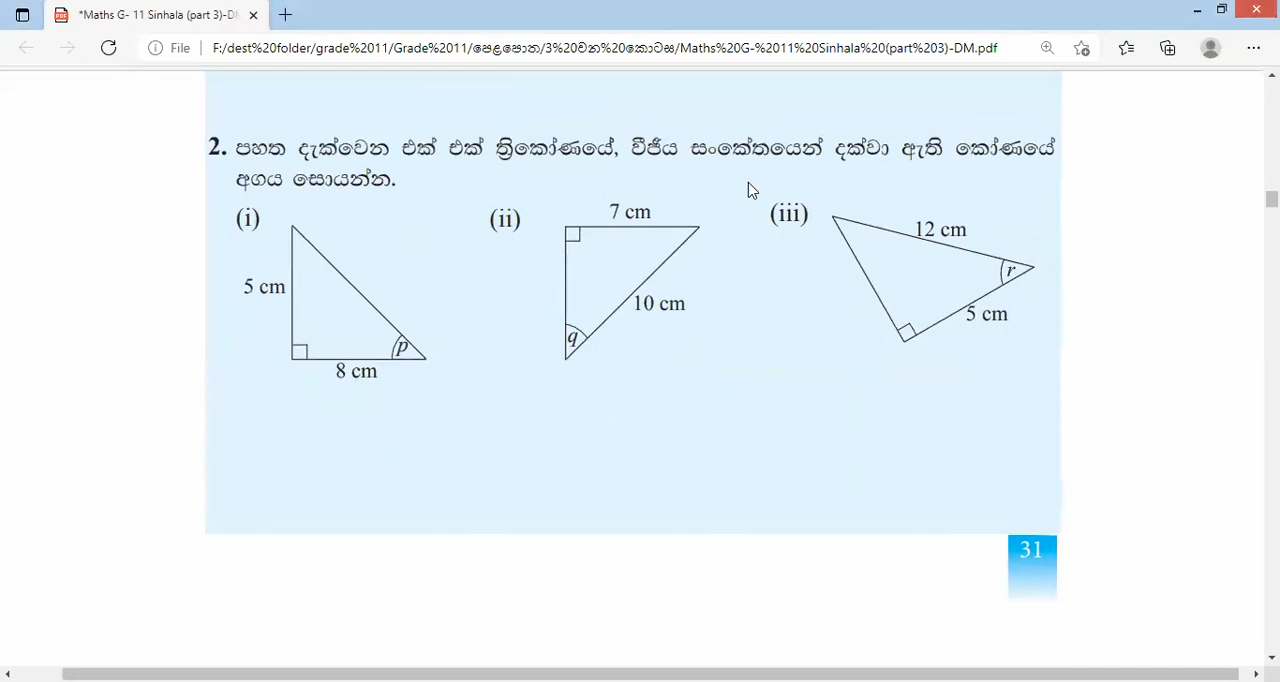 *Maths G- 11 Sinhala (part 3)-DM
File
F:/dest%20folder/grade%2011/Grade%2011/පෙළපොත/3%20වන%20කොටස/Maths%20G-%2011%20Sinhala%20(part%203)-DM.pdf
2. පහත දැක්වෙන එක් එක් ත්‍රිකෝණයේ, වීජීය සංකේතයෙන් දක්වා ඇති කෝණයේ
අගය සොයන්න.
(i)
5 cm
p
8 cm
(ii)
7 cm
10 cm
q
(iii)
12 cm
r
5 cm
31